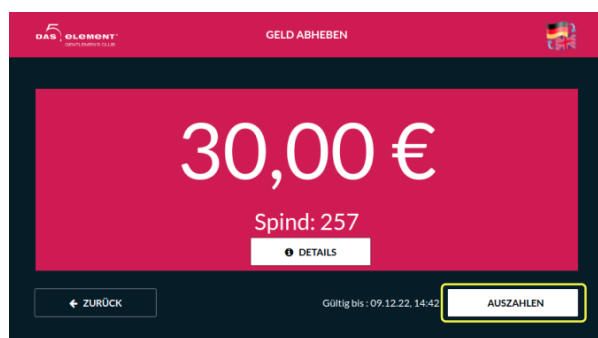 DAS 5 ELEMENT
GENTLEMEN'S CLUB
GELD ABHEBEN
30,00 €
Spind: 257
DETAILS
ZURÜCK
Gültig bis : 09.12.22, 14:42
AUSZAHLEN